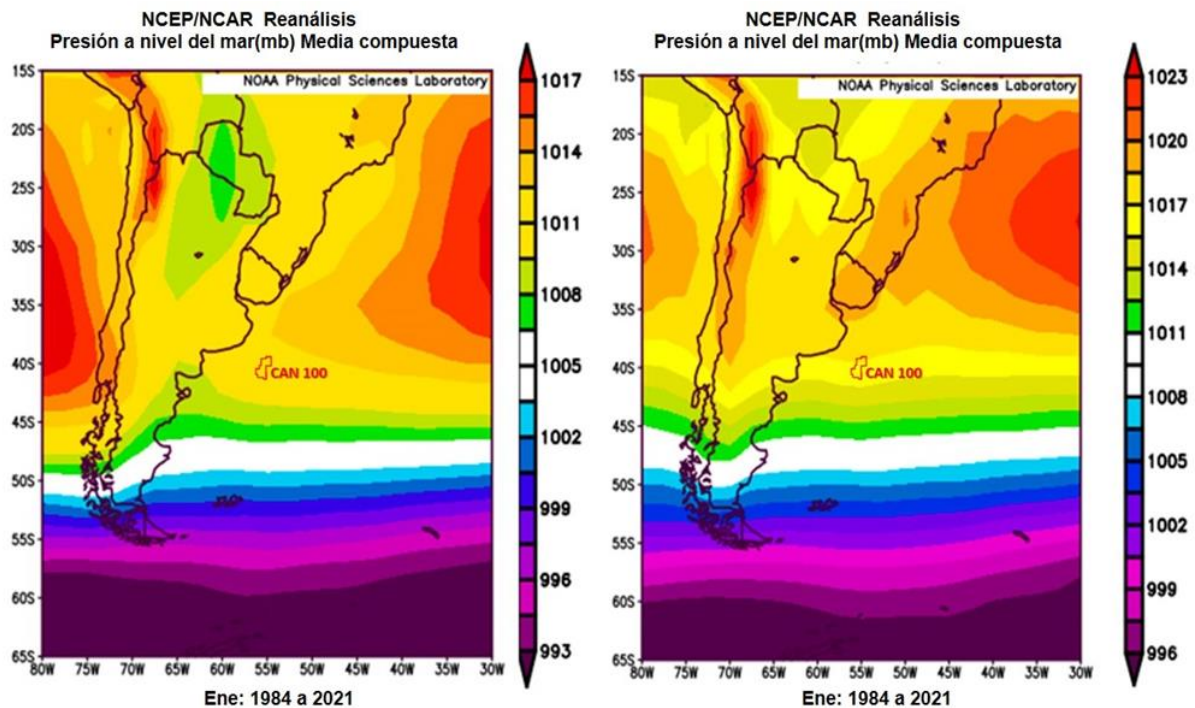 NCEP/NCAR Reanálisis
Presión a nivel del mar(mb) Media compuesta
NOAA Physical Sciences Laboratory
15S
20S
25S
30S
35S
40S
45S
50S
55S
60S
65S
80W 75W 70W 65W 60W 55W 50W 45W 40W 35W 30W
CAN 100
1017
1014
1011
1008
1005
1002
999
996
993
Ene: 1984 a 2021
NCEP/NCAR Reanálisis
Presión a nivel del mar(mb) Media compuesta
NOAA Physical Sciences Laboratory
15S
20S
25S
30S
35S
40S
45S
50S
55S
60S
65S
80W 75W 70W 65W 60W 55W 50W 45W 40W 35W 30W
CAN 100
1023
1020
1017
1014
1011
1008
1005
1002
999
996
Ene: 1984 a 2021